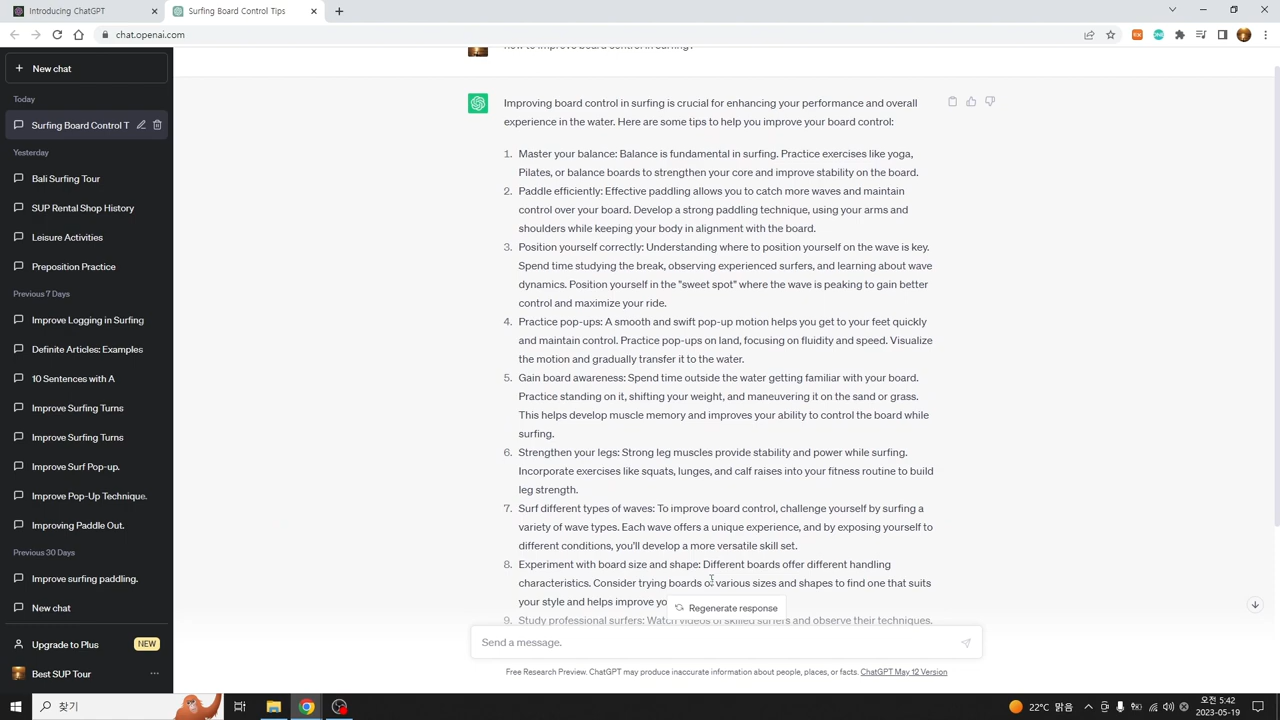 Introducing ChatGPT
Surfing Board Control Tips
chat.openai.com
New chat
Today
Surfing Board Control T
Yesterday
Bali Surfing Tour
SUP Rental Shop History
Leisure Activities
Preposition Practice
Previous 7 Days
Improve Logging in Surfing
Definite Articles: Examples
10 Sentences with A
Improve Surfing Turns
Improve Surfing Turns
Improve Surf Pop-up.
Improve Pop-Up Technique.
Improving Paddle Out.
Previous 30 Days
Improve surfing paddling.
New chat
Upgrade to Plus NEW
Best SUP Tour
how to improve board control in surfing?
Improving board control in surfing is crucial for enhancing your performance and overall
experience in the water. Here are some tips to help you improve your board control:
1. Master your balance: Balance is fundamental in surfing. Practice exercises like yoga,
Pilates, or balance boards to strengthen your core and improve stability on the board.
2. Paddle efficiently: Effective paddling allows you to catch more waves and maintain
control over your board. Develop a strong paddling technique, using your arms and
shoulders while keeping your body in alignment with the board.
3. Position yourself correctly: Understanding where to position yourself on the wave is key.
Spend time studying the break, observing experienced surfers, and learning about wave
dynamics. Position yourself in the "sweet spot" where the wave is peaking to gain better
control and maximize your ride.
4. Practice pop-ups: A smooth and swift pop-up motion helps you get to your feet quickly
and maintain control. Practice pop-ups on land, focusing on fluidity and speed. Visualize
the motion and gradually transfer it to the water.
5. Gain board awareness: Spend time outside the water getting familiar with your board.
Practice standing on it, shifting your weight, and maneuvering it on the sand or grass.
This helps develop muscle memory and improves your ability to control the board while
surfing.
6. Strengthen your legs: Strong leg muscles provide stability and power while surfing.
Incorporate exercises like squats, lunges, and calf raises into your fitness routine to build
leg strength.
7. Surf different types of waves: To improve board control, challenge yourself by surfing a
variety of wave types. Each wave offers a unique experience, and by exposing yourself to
different conditions, you'll develop a more versatile skill set.
8. Experiment with board size and shape: Different boards offer different handling
characteristics. Consider trying boards of various sizes and shapes to find one that suits
your style and helps improve yo
Regenerate response
9. Study professional surfers: Watch videos of skilled surfers and observe their techniques.
Send a message.
Free Research Preview. ChatGPT may produce inaccurate information about people, places, or facts. ChatGPT May 12 Version
찾기
22°C 맑음
오전 5:42
2023-05-19